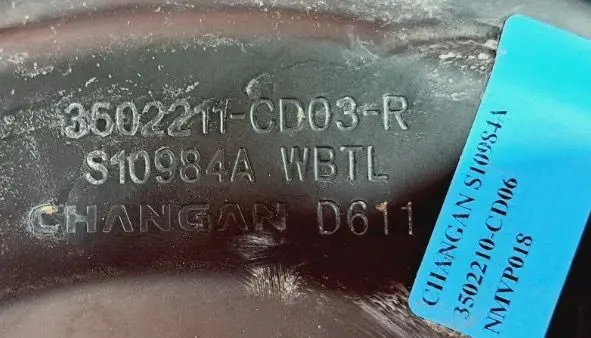 3502211-CD03-R
S10984A WBTL
CHANGAN D611
CHANGAN S10984A
3502210-CD06
NMVP018